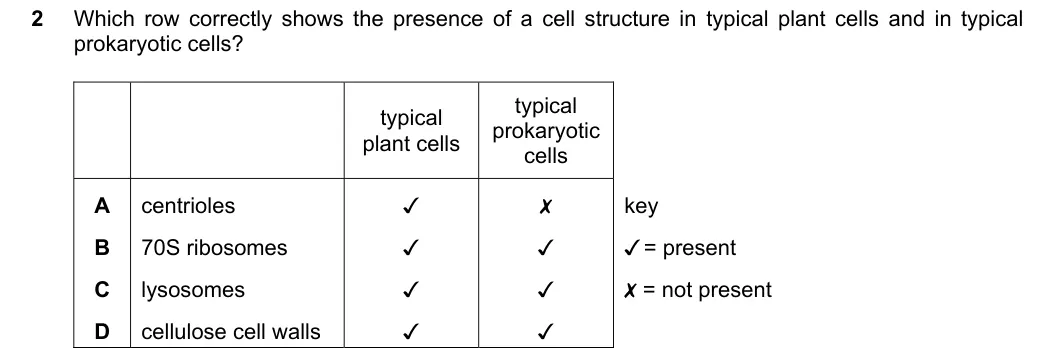 2 Which row correctly shows the presence of a cell structure in typical plant cells and in typical
prokaryotic cells?
typical
plant cells
typical
prokaryotic
cells
A centrioles ✓ ✗ key
B 70S ribosomes ✓ ✓ ✓ = present
C lysosomes ✓ ✓ ✗ = not present
D cellulose cell walls ✓ ✓